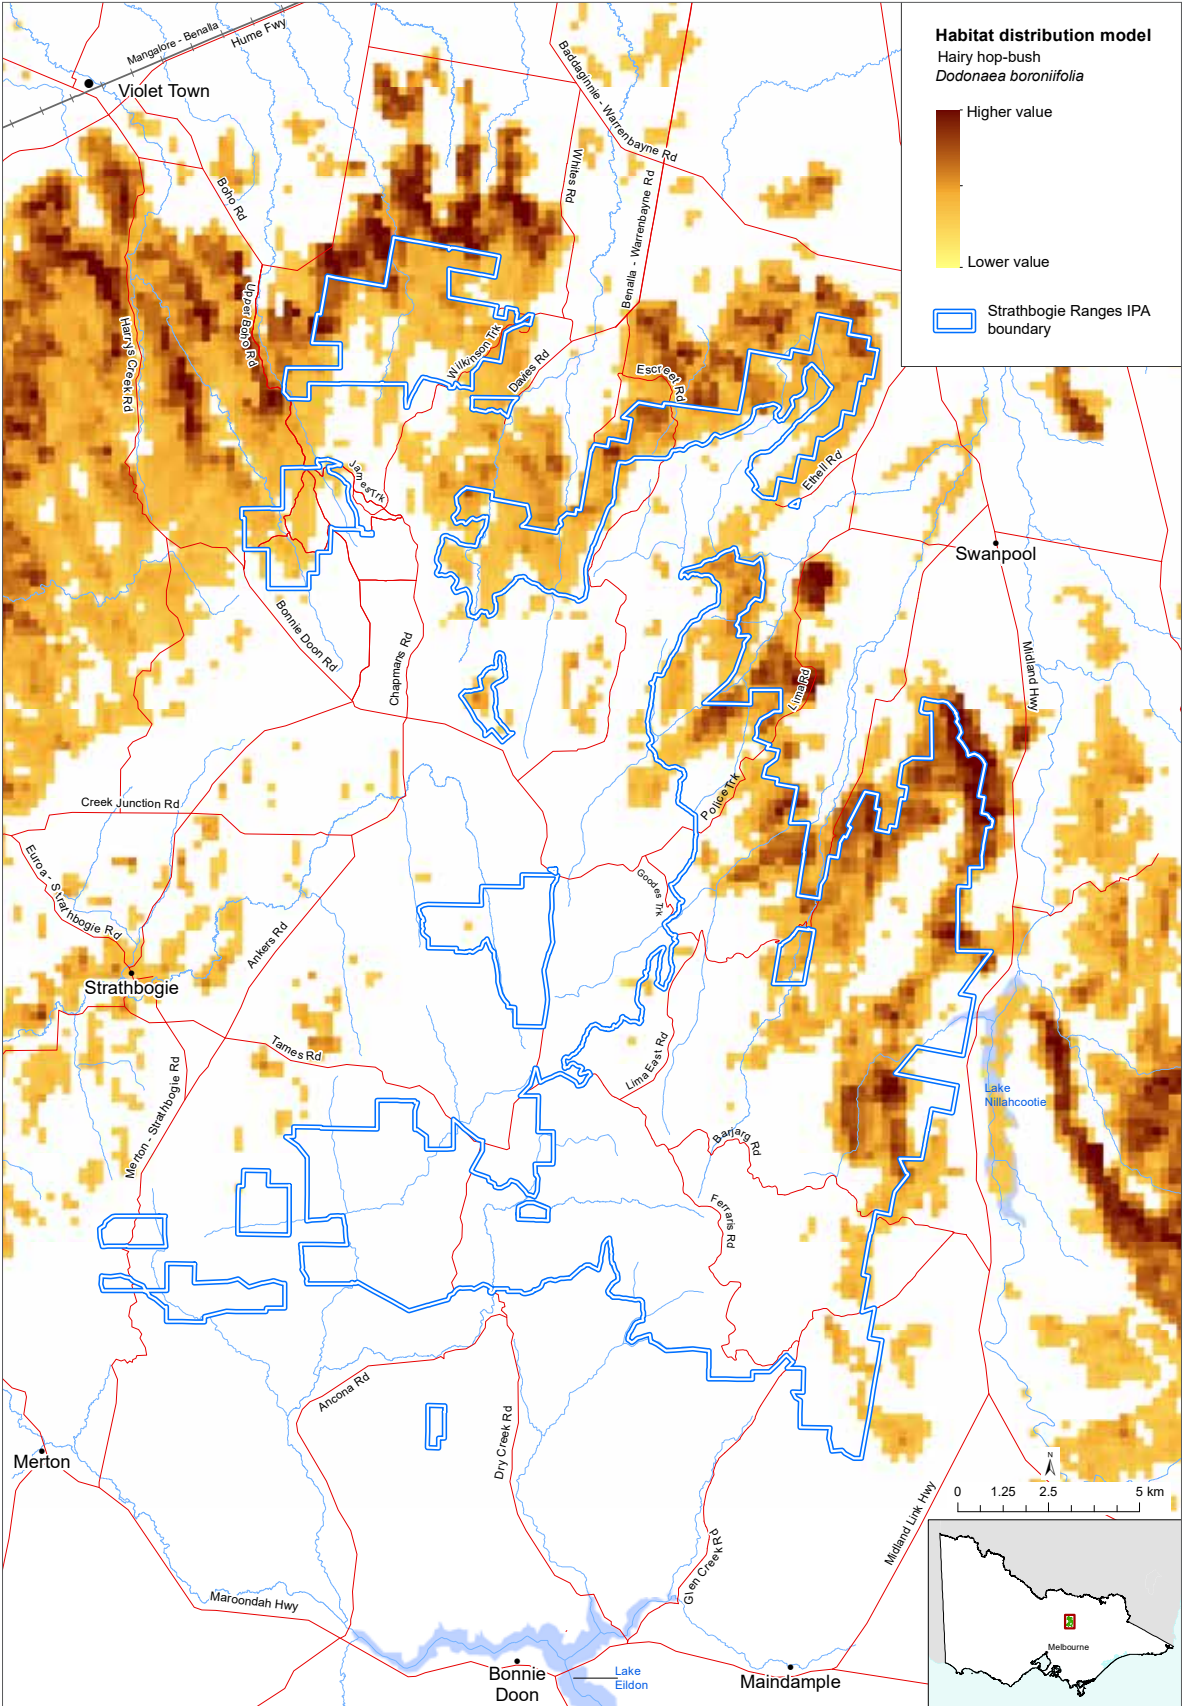 Mangalore - Benalla
Hume Fwy
Violet Town
Baddaginnie - Warrenbayne Rd
Whites Rd
Benalla - Warrenbayne Rd
Boho Rd
Upper Boho Rd
Harrys Creek Rd
Wilkinson Trk
Davies Rd
Escreet Rd
Ethell Rd
James Trk
Bonnie Doon Rd
Chapmans Rd
Swanpool
Midland Hwy
Lima Rd
Police Trk
Creek Junction Rd
Euroa - Strathbogie Rd
Goodes Trk
Ankers Rd
Strathbogie
Tames Rd
Lima East Rd
Merton - Strathbogie Rd
Lake
Nillahcootie
Barjarg Rd
Ferraris Rd
Ancona Rd
Dry Creek Rd
Merton
Glen Creek Rd
Midland Link Hwy
Maroondah Hwy
Bonnie
Doon
Lake
Eildon
Maindample
Habitat distribution model
Hairy hop-bush
Dodonaea boroniifolia
Higher value
Lower value
Strathbogie Ranges IPA
boundary
N
0 1.25 2.5 5 km
Melbourne